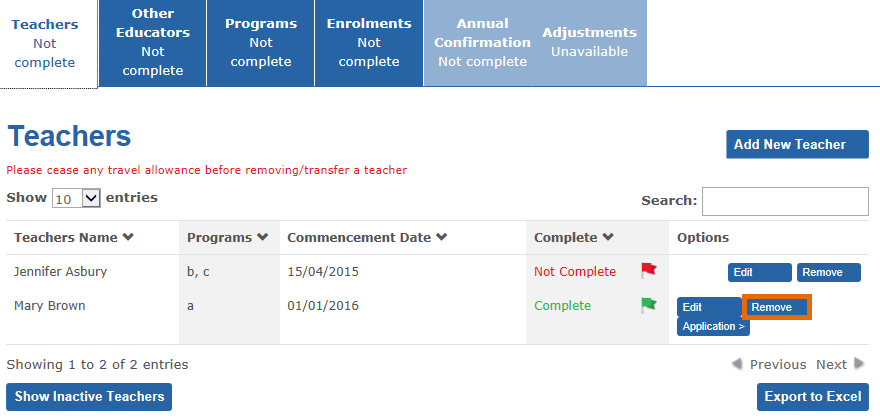 Teachers
Not
complete
Other
Educators
Not
complete
Programs
Not
complete
Enrolments
Not
complete
Annual
Confirmation
Not complete
Adjustments
Unavailable
Teachers
Add New Teacher
Please cease any travel allowance before removing/transfer a teacher
Show 10 entries
Search:
Teachers Name Programs Commencement Date Complete Options
Jennifer Asbury b, c 15/04/2015 Not Complete Edit Remove
Mary Brown a 01/01/2016 Complete Edit Remove
Application >
Showing 1 to 2 of 2 entries Previous Next
Show Inactive Teachers Export to Excel